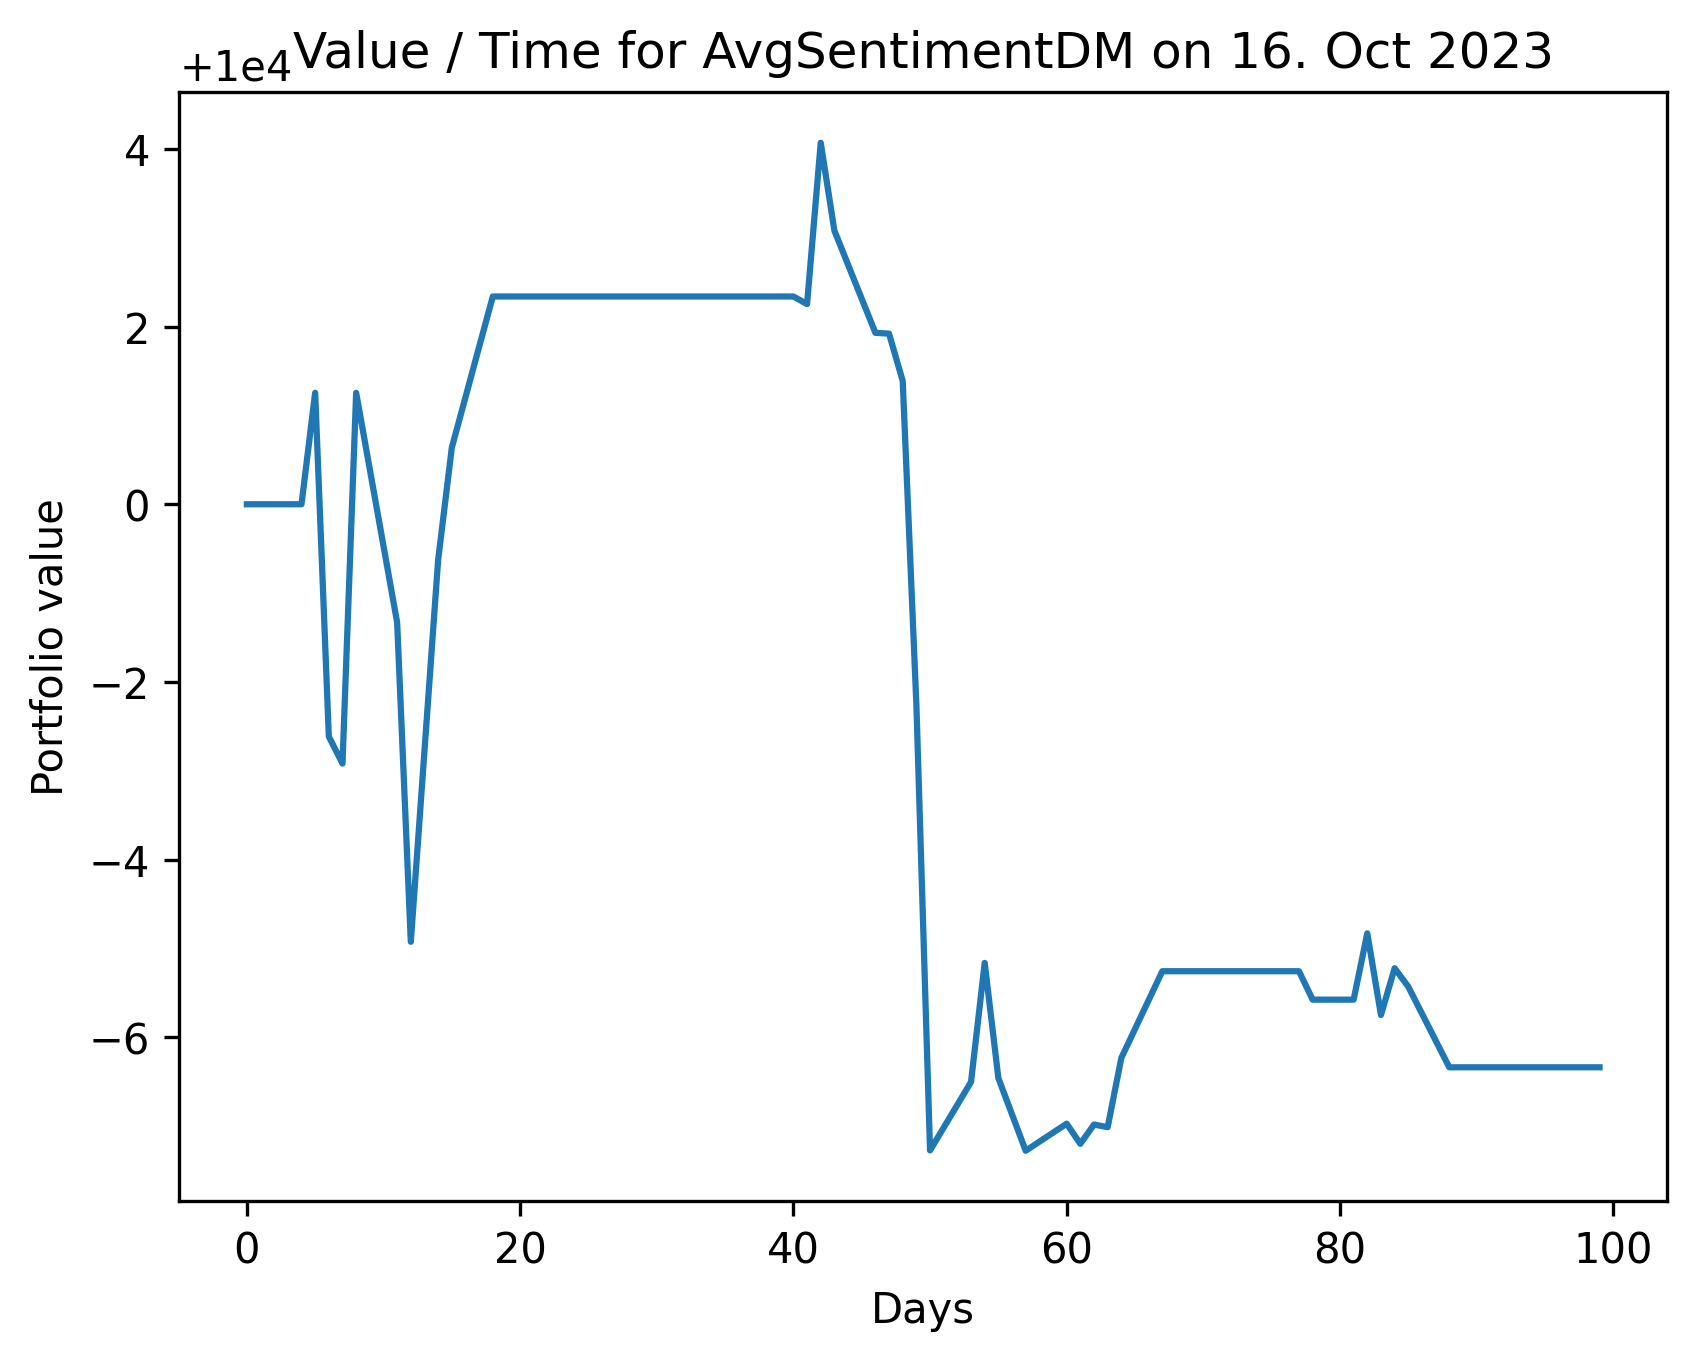 Value / Time for AvgSentimentDM on 16. Oct 2023
+1e4
4
2
0
−2
−4
−6
Portfolio value
0 20 40 60 80 100
Days